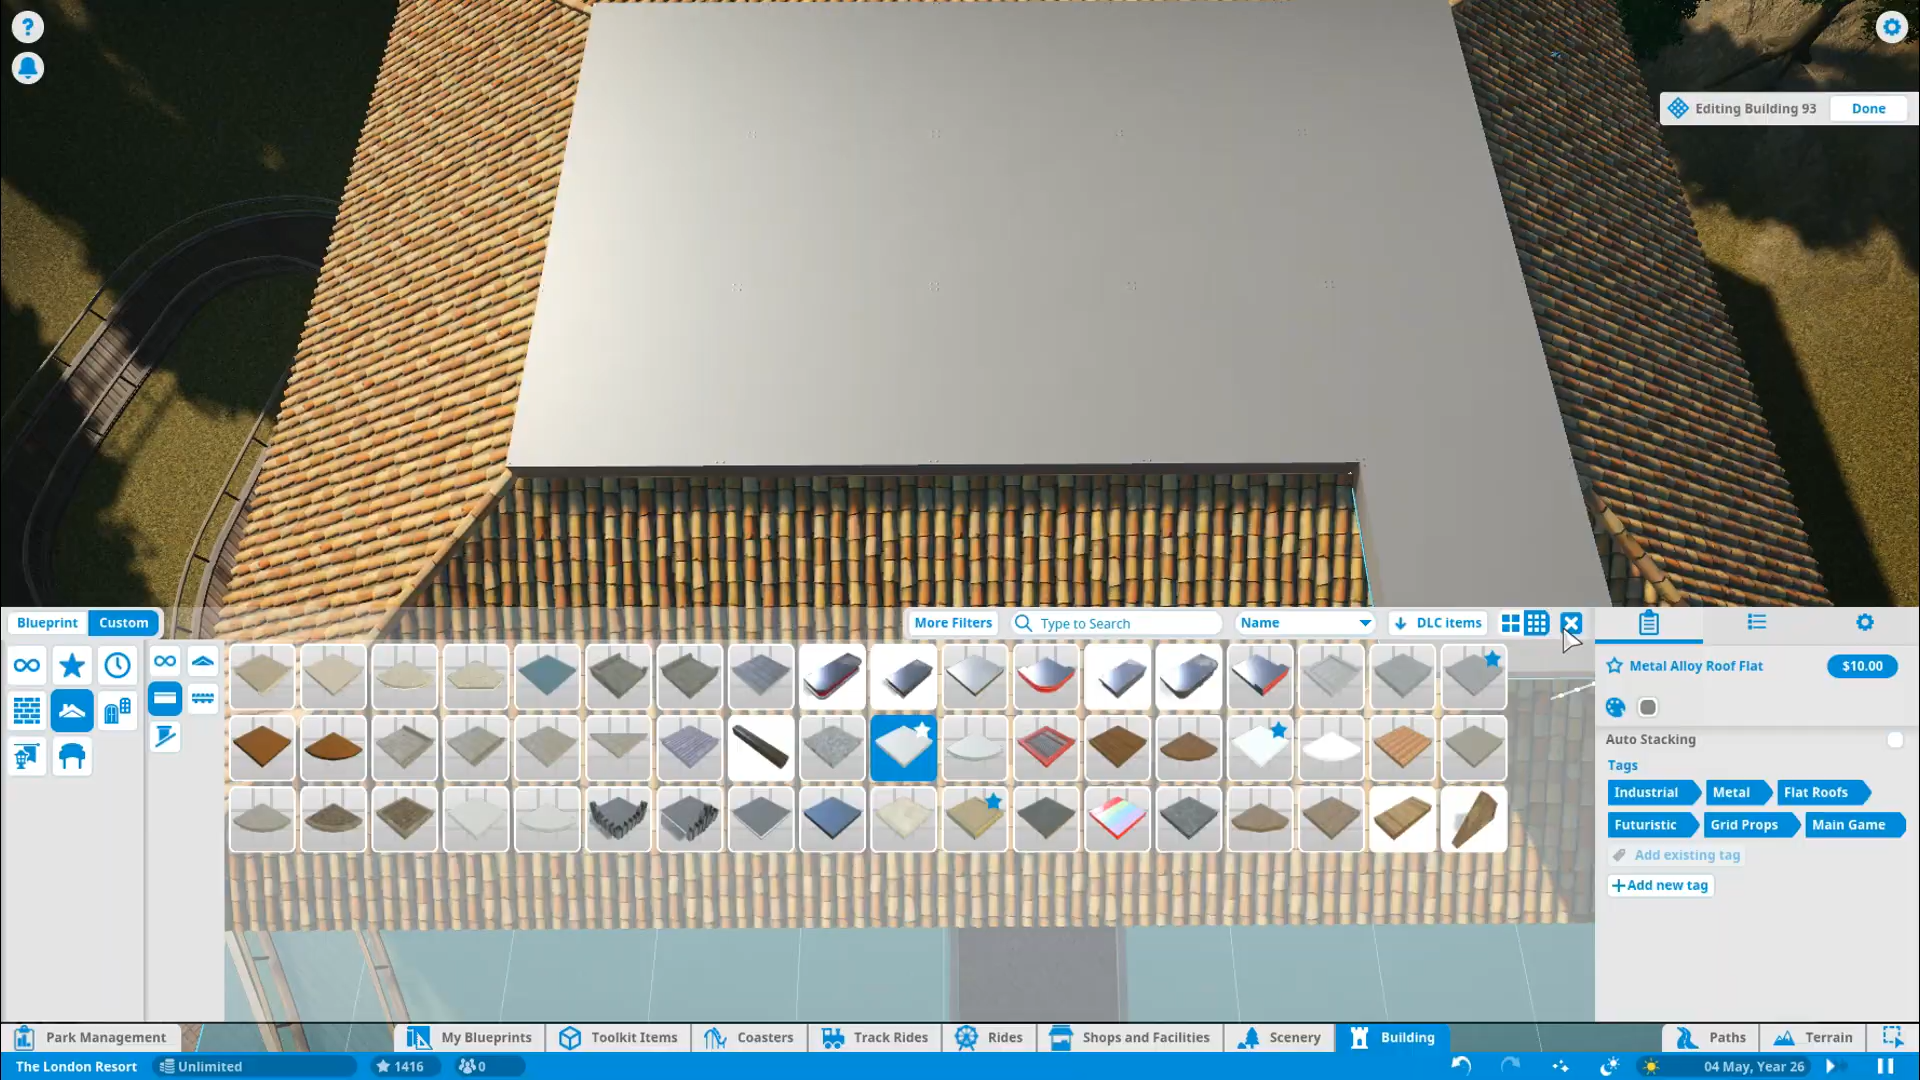 ?
Editing Building 93
Done
Blueprint
Custom
More Filters
Type to Search
Name
DLC items
Metal Alloy Roof Flat
$10.00
Auto Stacking
Tags
Industrial
Metal
Flat Roofs
Futuristic
Grid Props
Main Game
Add existing tag
+Add new tag
Park Management
My Blueprints
Toolkit Items
Coasters
Track Rides
Rides
Shops and Facilities
Scenery
Building
Paths
Terrain
The London Resort
Unlimited
1416
0
04 May, Year 26